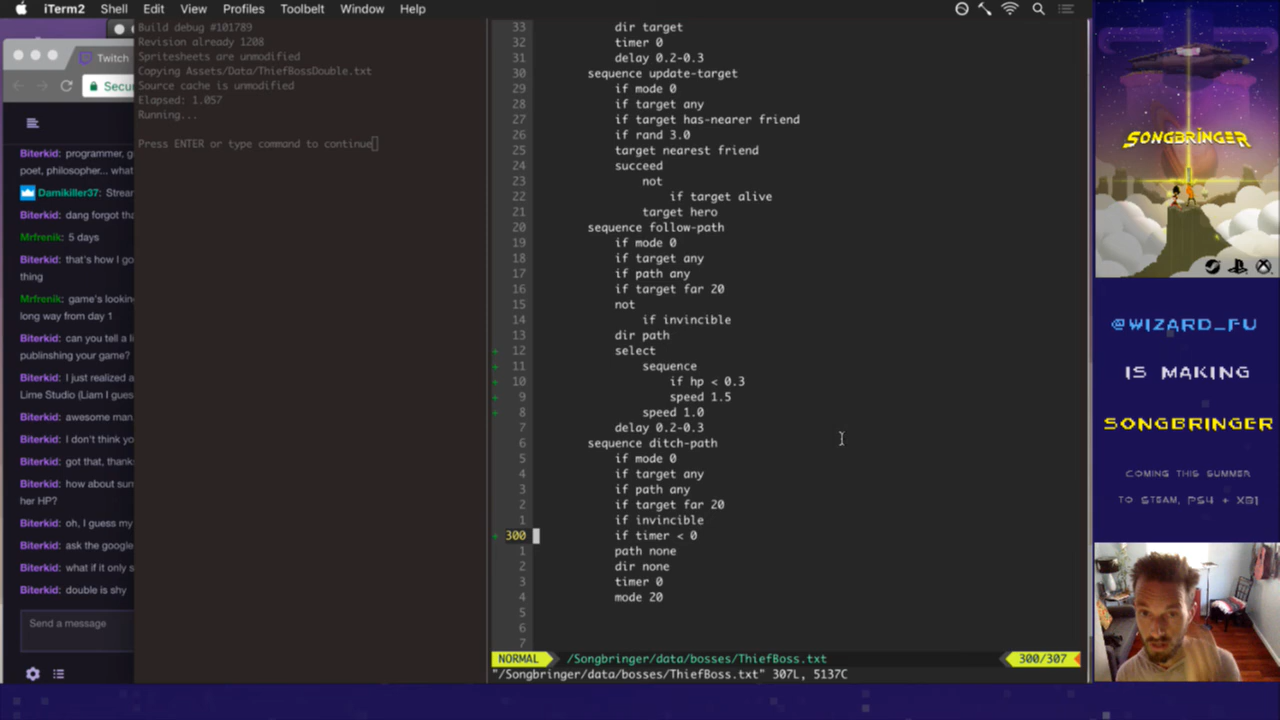 iTerm2 Shell Edit View Profiles Toolbelt Window Help
Twitch
Secu
Biterkid: programmer, g
poet, philosopher... what
Damikiller37: Strear
Biterkid: dang forgot tha
Mrfrenik: 5 days
Biterkid: that's how I go
thing
Mrfrenik: game's lookin
long way from day 1
Biterkid: can you tell a li
publinshing your game?
Biterkid: I just realized a
Lime Studio (Liam I gues
Biterkid: awesome man.
Biterkid: I don't think yo
Biterkid: got that, thank
Biterkid: how about sun
her HP?
Biterkid: oh, I guess my
Biterkid: ask the google
Biterkid: what if it only s
Biterkid: double is shy
Send a message
Build debug #101789
Revision already 1208
Spritesheets are unmodified
Copying Assets/Data/ThiefBossDouble.txt
Source cache is unmodified
Elapsed: 1.057
Running...
Press ENTER or type command to continue
33 dir target
32 timer 0
31 delay 0.2-0.3
30 sequence update-target
29 if mode 0
28 if target any
27 if target has-nearer friend
26 if rand 3.0
25 target nearest friend
24 succeed
23 not
22 if target alive
21 target hero
20 sequence follow-path
19 if mode 0
18 if target any
17 if path any
16 if target far 20
15 not
14 if invincible
13 dir path
+ 12 select
+ 11 sequence
+ 10 if hp < 0.3
+ 9 speed 1.5
+ 8 speed 1.0
7 delay 0.2-0.3
6 sequence ditch-path
5 if mode 0
4 if target any
3 if path any
2 if target far 20
1 if invincible
+ 300 if timer < 0
1 path none
2 dir none
3 timer 0
4 mode 20
5
6
7
NORMAL /Songbringer/data/bosses/ThiefBoss.txt 300/307
"/Songbringer/data/bosses/ThiefBoss.txt" 307L, 5137C
SONGBRINGER
@WIZARD_FU
IS MAKING
SONGBRINGER
COMING THIS SUMMER
TO STEAM, PS4 + XB1